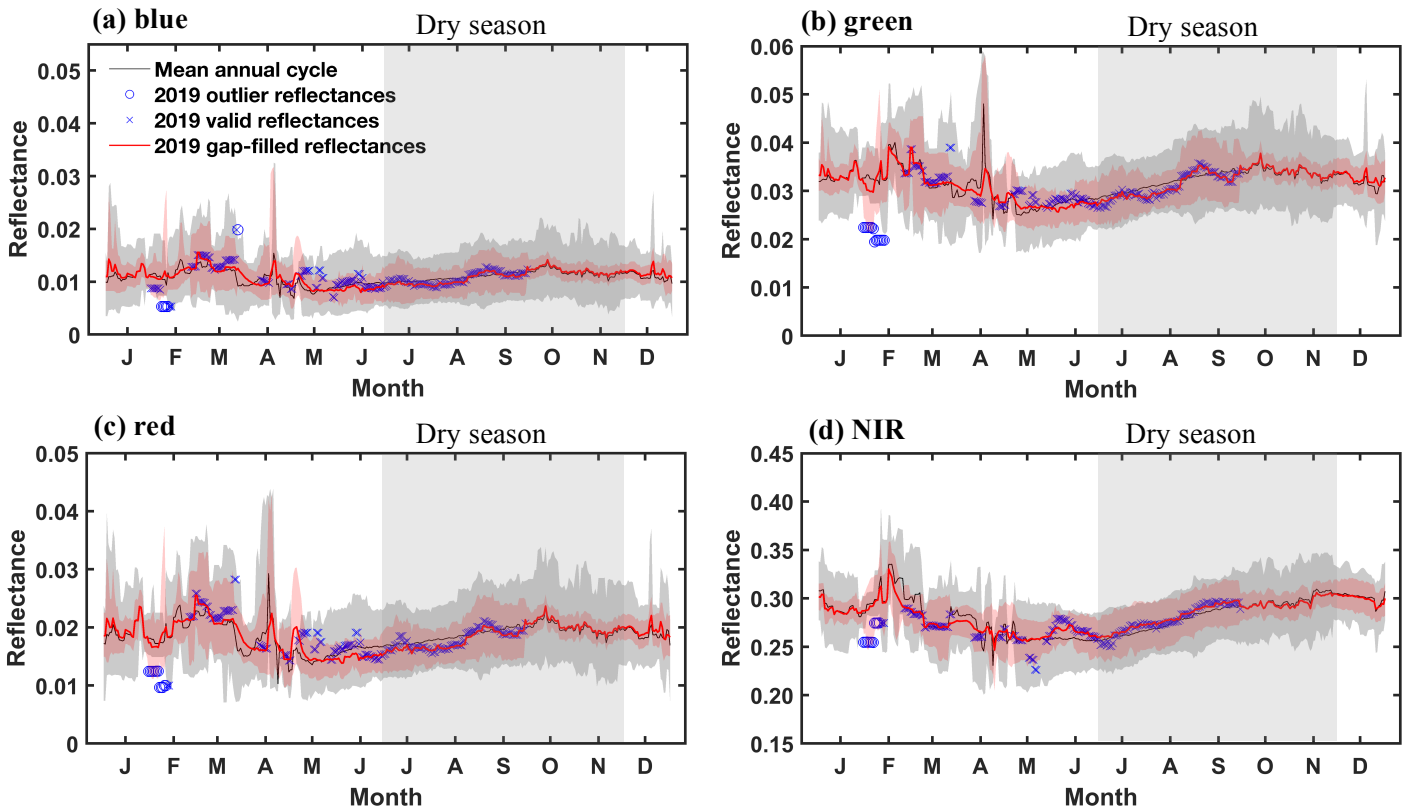 (a) blue
Dry season
0.05
0.04
0.03
0.02
0.01
0
Reflectance
Mean annual cycle
2019 outlier reflectances
2019 valid reflectances
2019 gap-filled reflectances
J F M A M J J A S O N D
Month
(b) green
Dry season
0.06
0.05
0.04
0.03
0.02
0.01
0
Reflectance
J F M A M J J A S O N D
Month
(c) red
Dry season
0.05
0.04
0.03
0.02
0.01
0
Reflectance
J F M A M J J A S O N D
Month
(d) NIR
Dry season
0.45
0.40
0.35
0.30
0.25
0.20
0.15
Reflectance
J F M A M J J A S O N D
Month